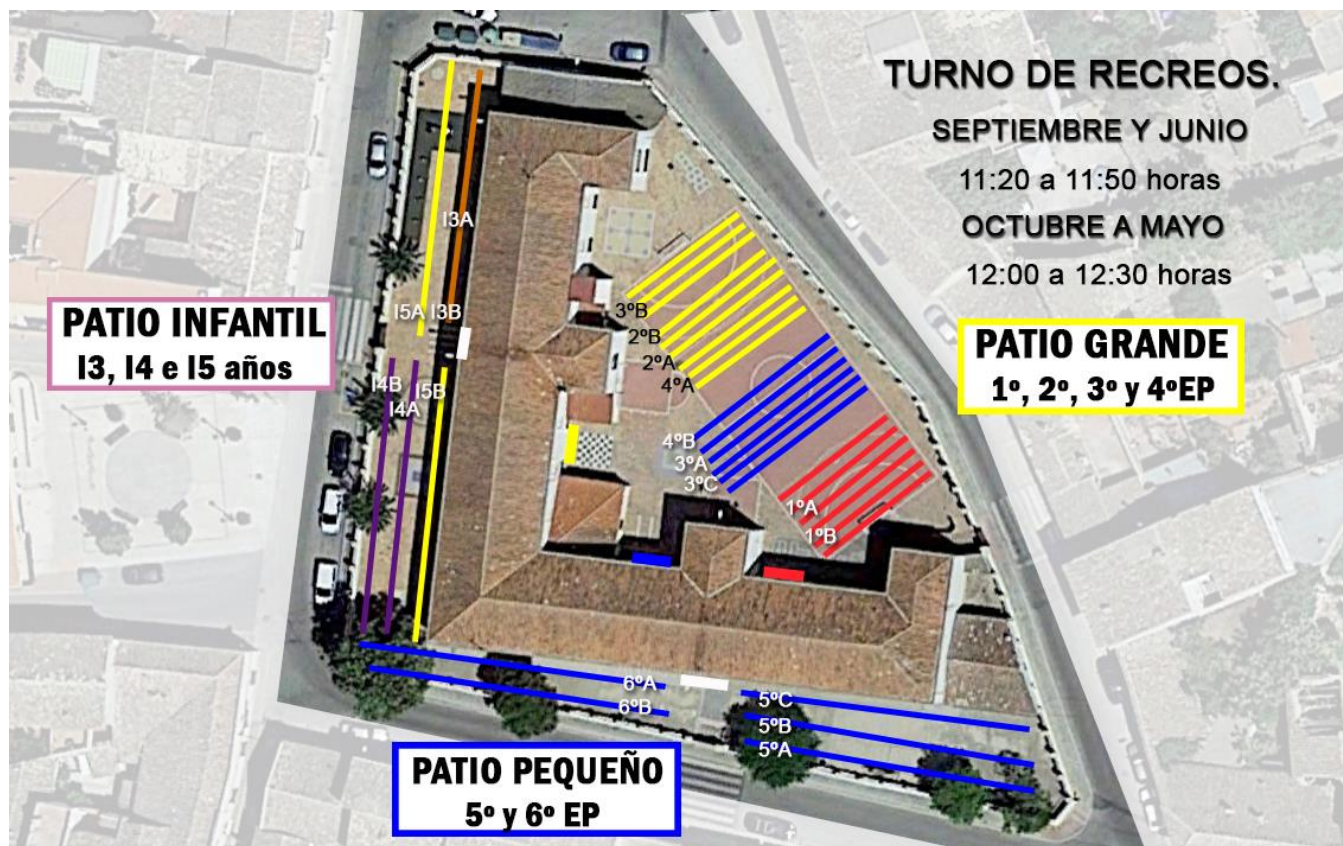 TURNO DE RECREOS.
SEPTIEMBRE Y JUNIO
11:20 a 11:50 horas
OCTUBRE A MAYO
12:00 a 12:30 horas
PATIO INFANTIL
I3, I4 e I5 años
PATIO GRANDE
1º, 2º, 3º y 4ºEP
I3A
I5A I3B
I4B
I5B
I4A
3ºB
2ºB
2ºA
4ºA
4ºB
3ºA
3ºC
1ºA
1ºB
6ºA
6ºB
5ºC
5ºB
5ºA
PATIO PEQUEÑO
5º y 6º EP